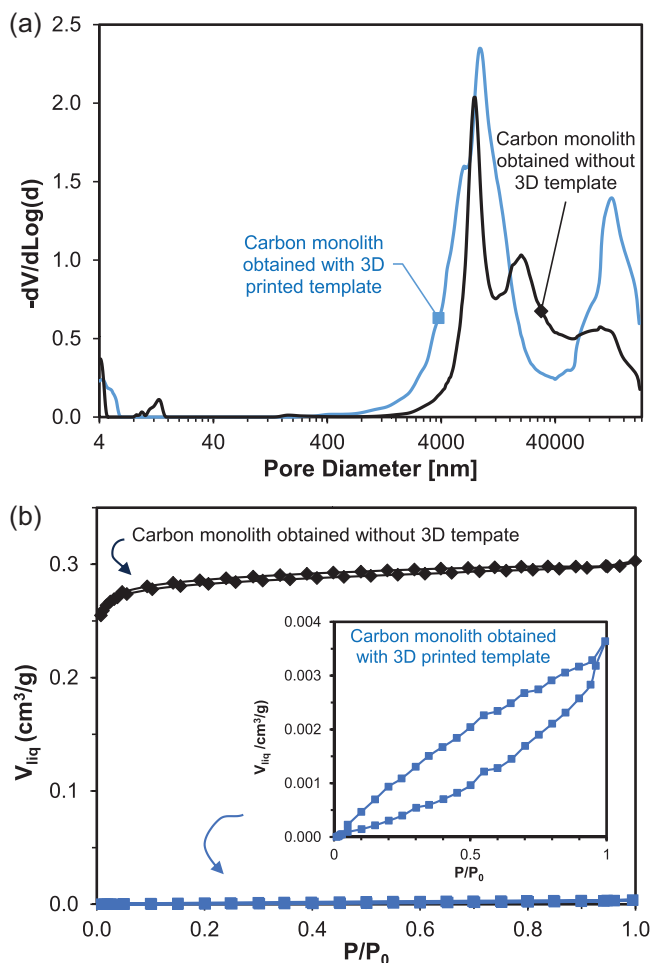 (a)
2.5
2.0
1.5
1.0
0.5
0.0
-dV/dLog(d)
Carbon monolith
obtained without
3D template
Carbon monolith
obtained with 3D
printed template
4
40
400
4000
40000
Pore Diameter [nm]
(b)
Carbon monolith obtained without 3D tempate
0.3
0.2
0.1
0.0
Vliq (cm³/g)
0.004
0.003
0.002
0.001
0.000
Vliq /cm³/g)
Carbon monolith obtained
with 3D printed template
0
0.5
1
P/P₀
0.0
0.2
0.4
0.6
0.8
1.0
P/P₀